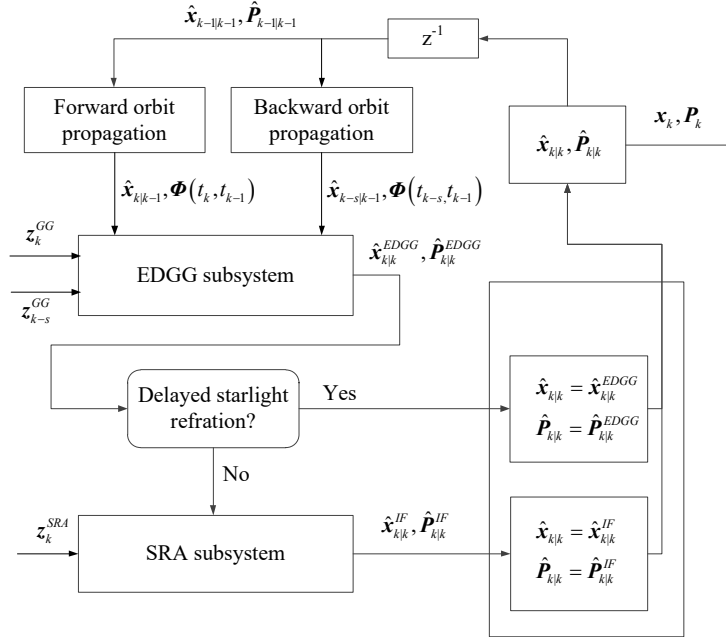 x̂_{k-1|k-1}, P̂_{k-1|k-1}
z^{-1}
Forward orbit
propagation
Backward orbit
propagation
x̂_{k|k}, P̂_{k|k}
x_k, P_k
x̂_{k|k-1}, Φ(t_k, t_{k-1})
x̂_{k-s|k-1}, Φ(t_{k-s}, t_{k-1})
z_k^{GG}
z_{k-s}^{GG}
EDGG subsystem
x̂_{k|k}^{EDGG}, P̂_{k|k}^{EDGG}
Delayed starlight
refration?
Yes
x̂_{k|k} = x̂_{k|k}^{EDGG}
P̂_{k|k} = P̂_{k|k}^{EDGG}
No
z_k^{SRA}
SRA subsystem
x̂_{k|k}^{IF}, P̂_{k|k}^{IF}
x̂_{k|k} = x̂_{k|k}^{IF}
P̂_{k|k} = P̂_{k|k}^{IF}